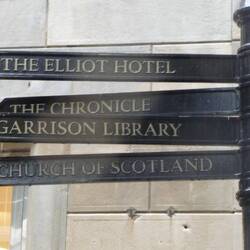 THE ELLIOT HOTEL
THE CHRONICLE
GARRISON LIBRARY
CHURCH OF SCOTLAND